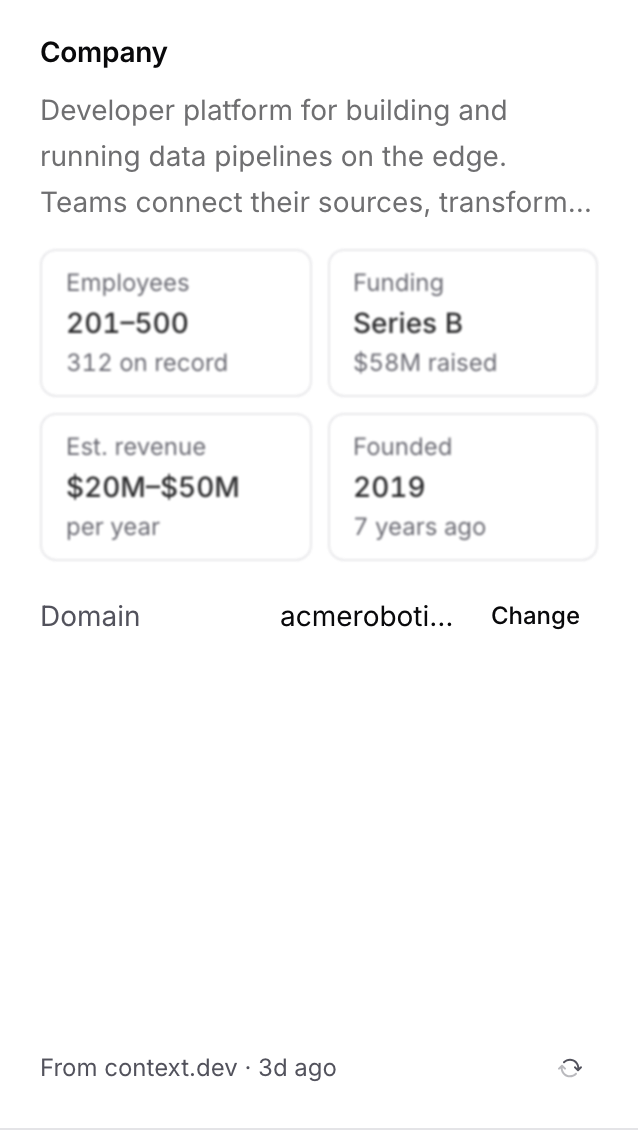 Company
Developer platform for building and
running data pipelines on the edge.
Teams connect their sources, transform...
Employees
201–500
312 on record
Funding
Series B
$58M raised
Est. revenue
$20M–$50M
per year
Founded
2019
7 years ago
Domain acmeroboti... Change
From context.dev · 3d ago